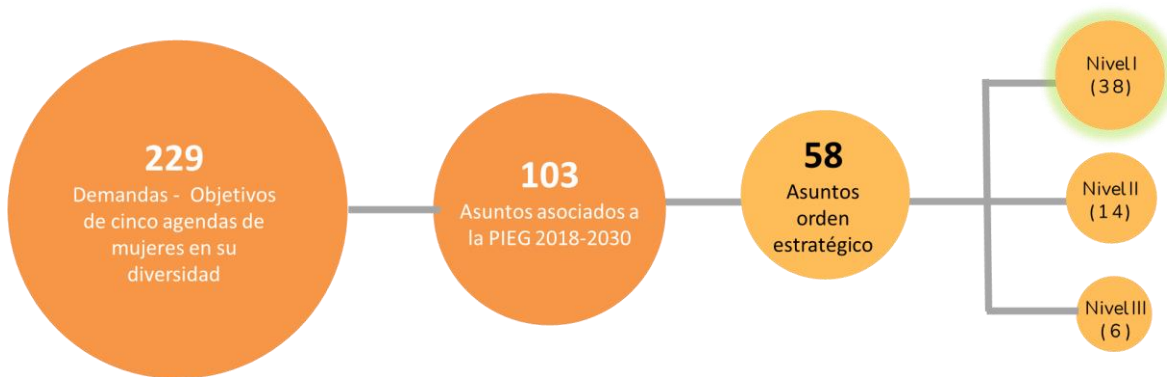 229
Demandas - Objetivos
de cinco agendas de
mujeres en su
diversidad
103
Asuntos asociados a
la PIEG 2018-2030
58
Asuntos
orden
estratégico
Nivel I
(38)
Nivel II
(14)
Nivel III
(6)